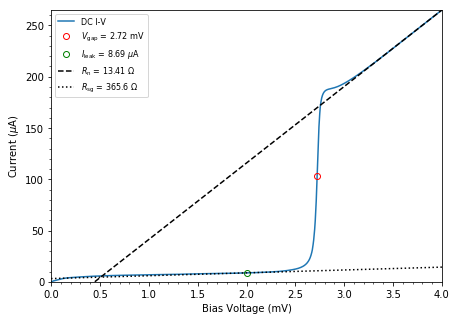 DC I-V
V_gap = 2.72 mV
I_leak = 8.69 μA
R_n = 13.41 Ω
R_sg = 365.6 Ω
Current (μA)
250
200
150
100
50
0
0.0 0.5 1.0 1.5 2.0 2.5 3.0 3.5 4.0
Bias Voltage (mV)